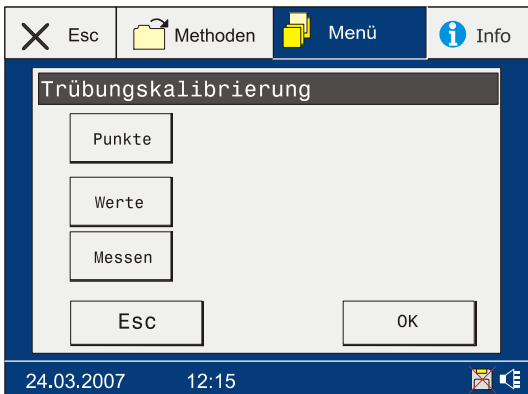 Esc Methoden Menü Info
Trübungskalibrierung
Punkte
Werte
Messen
Esc OK
24.03.2007 12:15